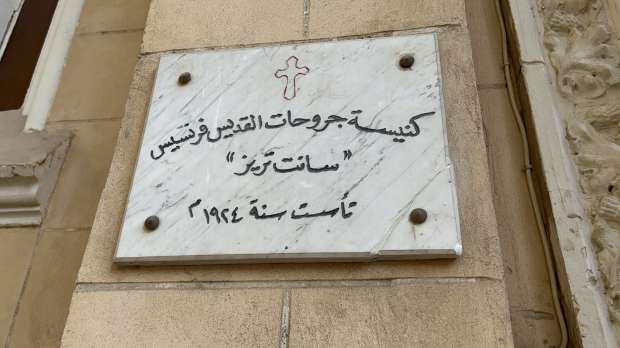 كنيسة جروحات القديس فرنسيس
"سانت تريز"
تأسست سنة ١٩٢٤ م